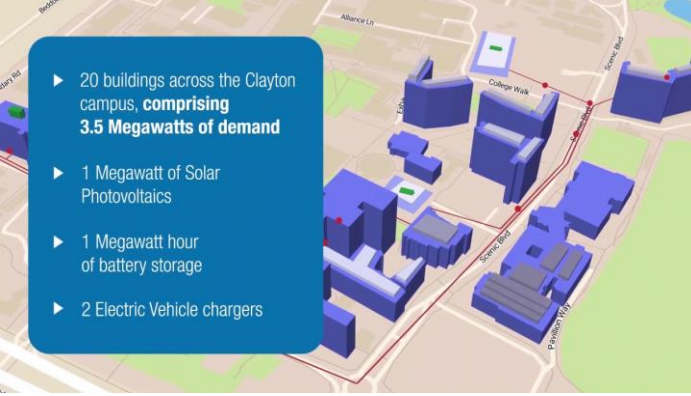 Alliance Ln
Scenic Blvd
College Walk
20 buildings across the Clayton
campus, comprising
3.5 Megawatts of demand
1 Megawatt of Solar
Photovoltaics
1 Megawatt hour
of battery storage
2 Electric Vehicle chargers
Scenic Blvd
Pavillion Way